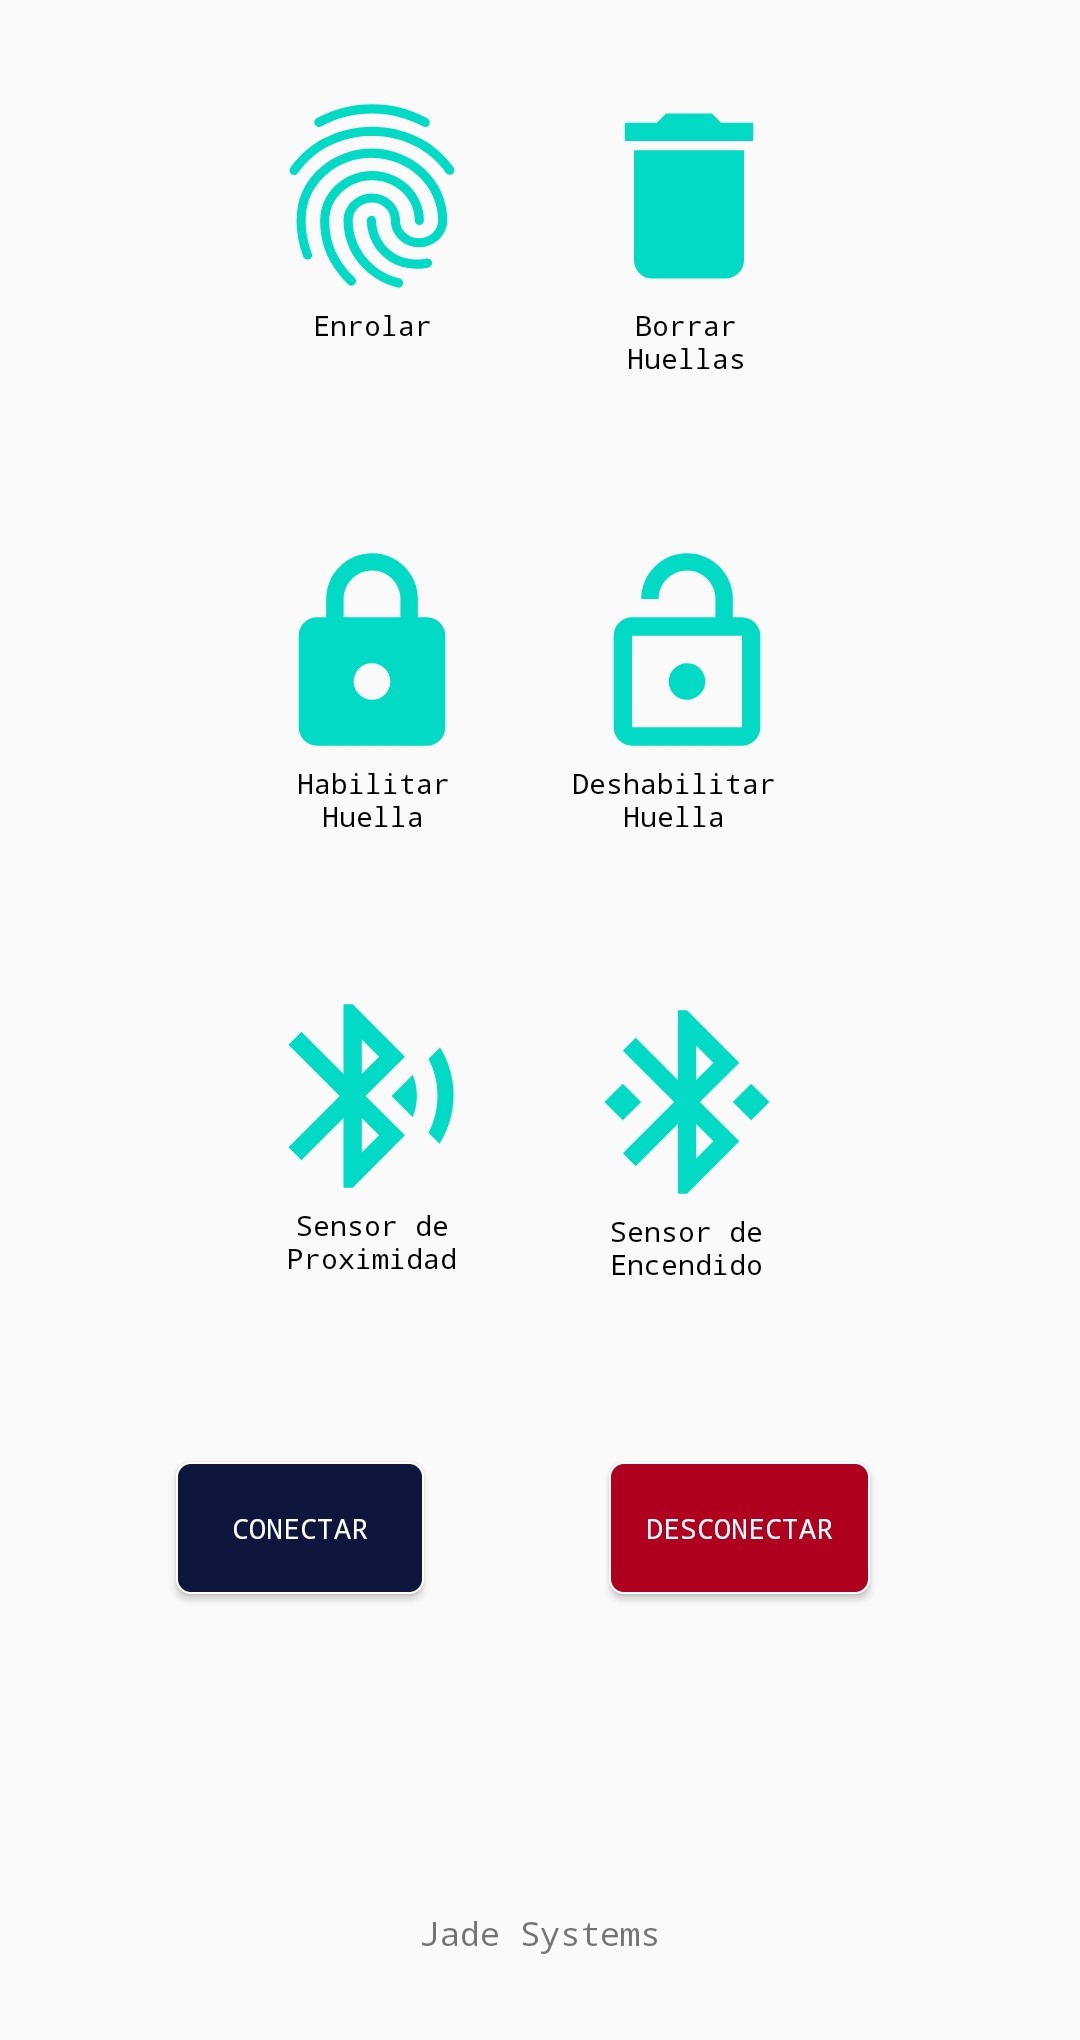 Enrolar
Borrar
Huellas
Habilitar
Huella
Deshabilitar
Huella
Sensor de
Proximidad
Sensor de
Encendido
CONECTAR
DESCONECTAR
Jade Systems